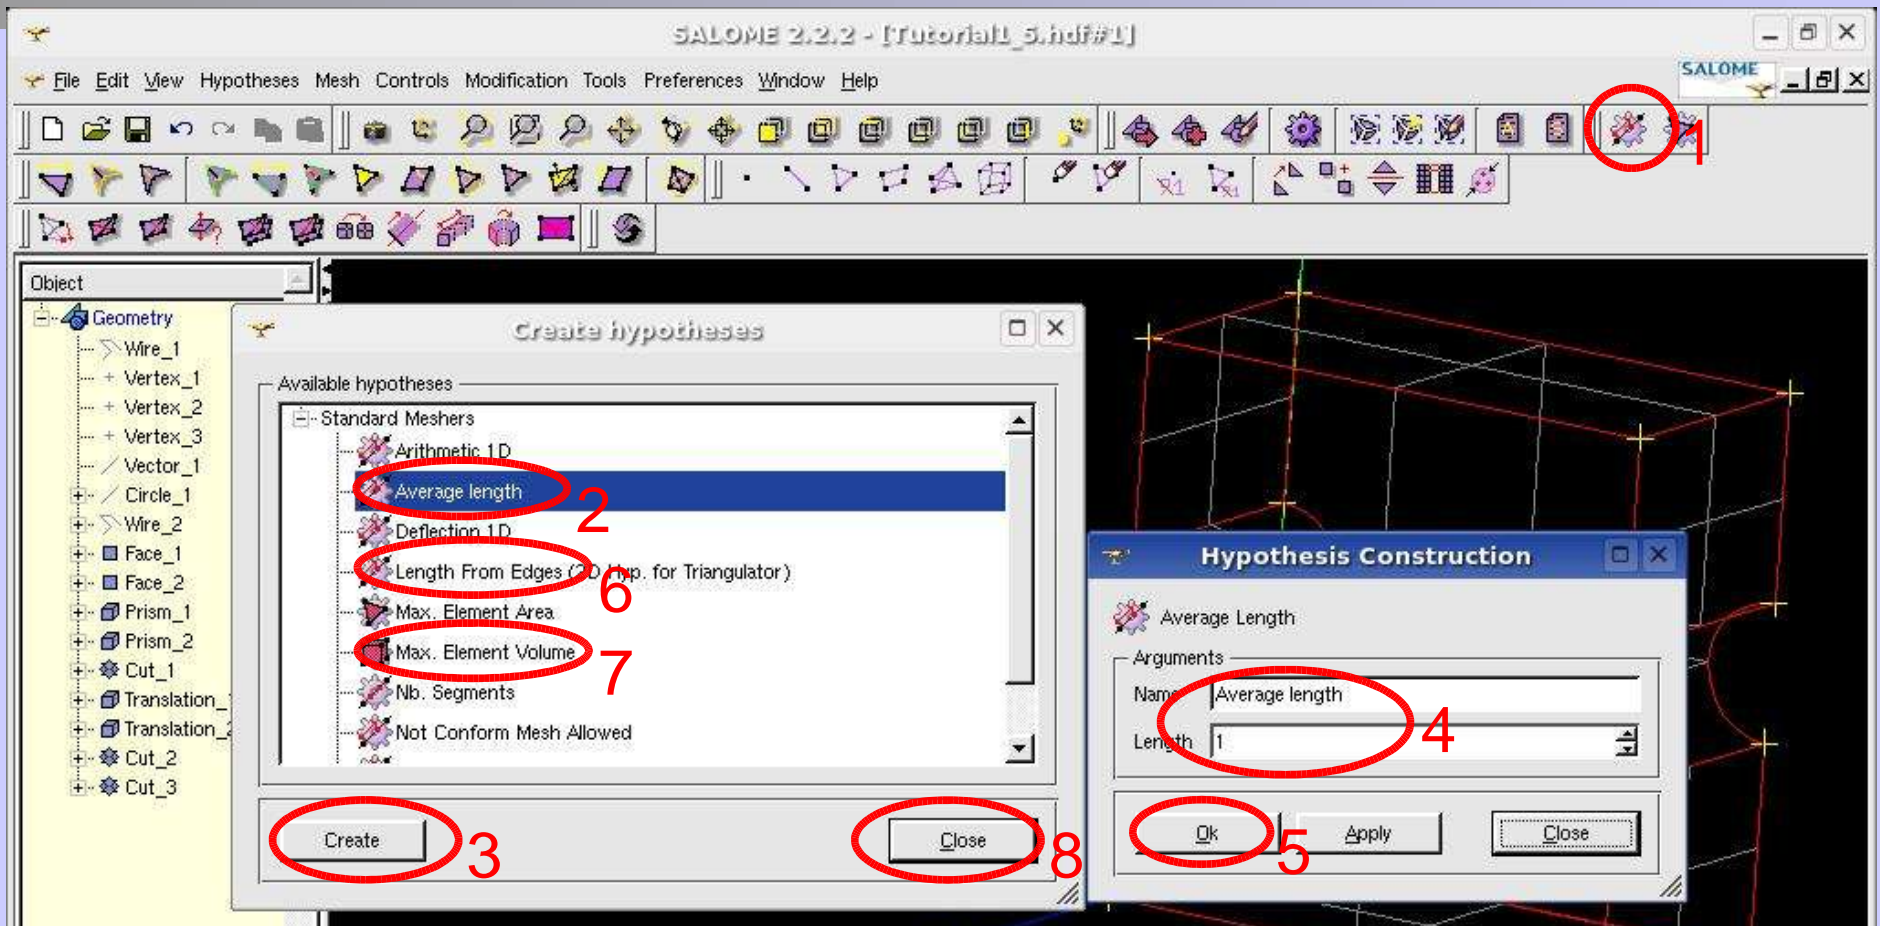 SALOME 2.2.2 - [Tutorial1_5.hdf#1]
File Edit View Hypotheses Mesh Controls Modification Tools Preferences Window Help
SALOME
1
Object
Geometry
Wire_1
Vertex_1
Vertex_2
Vertex_3
Vector_1
Circle_1
Wire_2
Face_1
Face_2
Prism_1
Prism_2
Cut_1
Translation_
Translation_2
Cut_2
Cut_3
Create hypotheses
Available hypotheses
Standard Meshers
Arithmetic 1D
Average length
2
Deflection 1D
Length From Edges (2D Hyp. for Triangulator)
6
Max. Element Area
Max. Element Volume
7
Nb. Segments
Not Conform Mesh Allowed
Create
3
Close
8
Hypothesis Construction
Average Length
Arguments
Name Average length
Length 1
4
Ok
5
Apply
Close